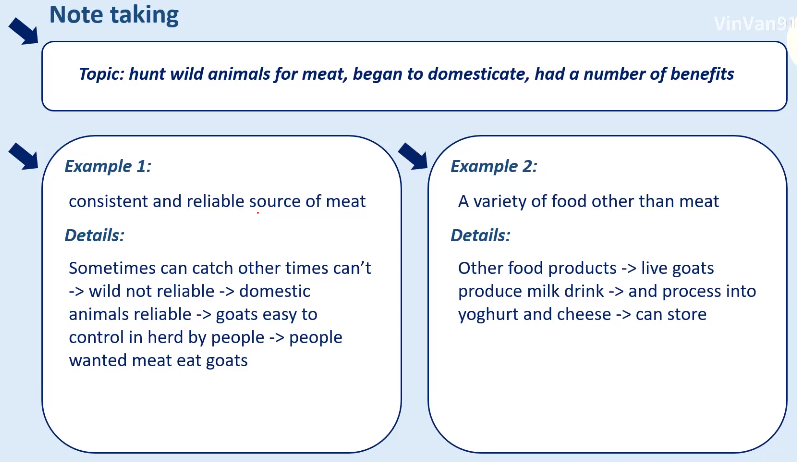 Note taking
VinVan91
Topic: hunt wild animals for meat, began to domesticate, had a number of benefits
Example 1:
consistent and reliable source of meat
Details:
Sometimes can catch other times can’t
-> wild not reliable -> domestic
animals reliable -> goats easy to
control in herd by people -> people
wanted meat eat goats
Example 2:
A variety of food other than meat
Details:
Other food products -> live goats
produce milk drink -> and process into
yoghurt and cheese -> can store